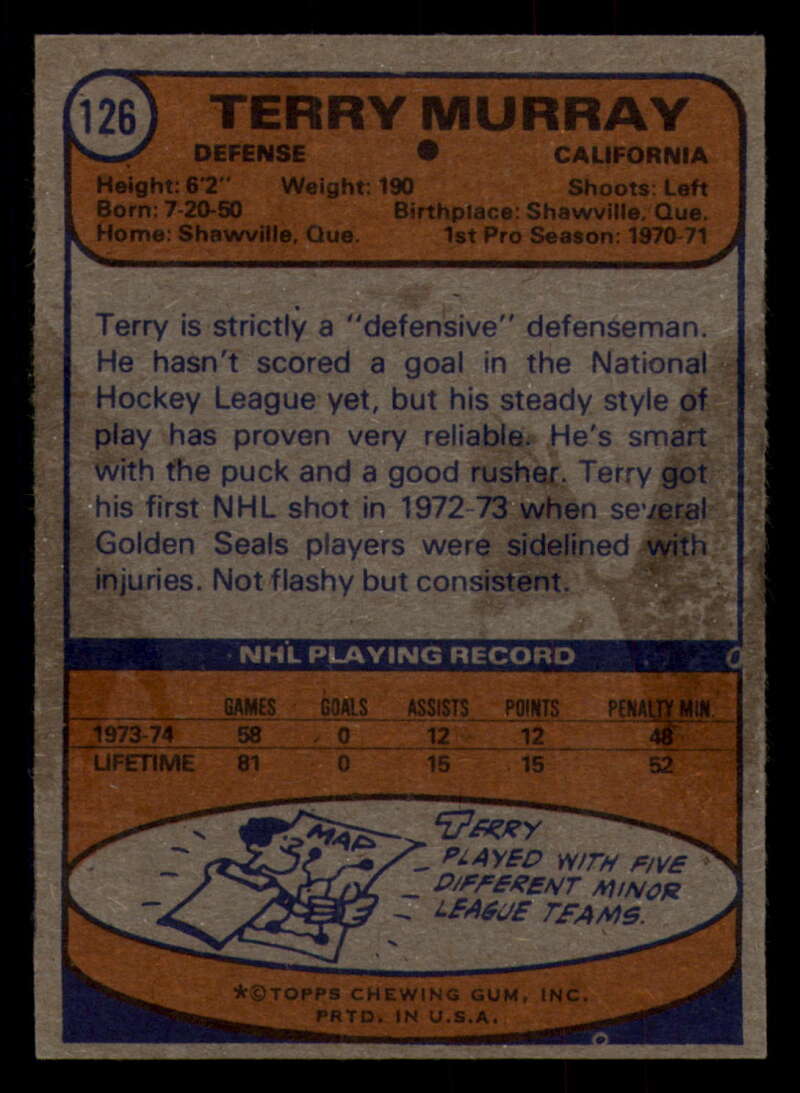 126
TERRY MURRAY
DEFENSE ● CALIFORNIA
Height: 6'2" Weight: 190 Shoots: Left
Born: 7-20-50 Birthplace: Shawville, Que.
Home: Shawville, Que. 1st Pro Season: 1970-71
Terry is strictly a "defensive" defenseman.
He hasn't scored a goal in the National
Hockey League yet, but his steady style of
play has proven very reliable. He's smart
with the puck and a good rusher. Terry got
his first NHL shot in 1972-73 when several
Golden Seals players were sidelined with
injuries. Not flashy but consistent.
NHL PLAYING RECORD
GAMES GOALS ASSISTS POINTS PENALTY MIN.
1973-74 58 0 12 12 48
LIFETIME 81 0 15 15 52
MAP
TERRY
PLAYED WITH FIVE
DIFFERENT MINOR
LEAGUE TEAMS.
*©TOPPS CHEWING GUM, INC.
PRTD. IN U.S.A.